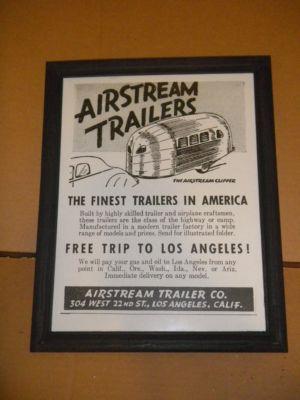 AIRSTREAM
TRAILERS
THE AIRSTREAM CLIPPER
THE FINEST TRAILERS IN AMERICA
Built by highly skilled trailer and airplane craftsmen,
these trailers are the class of the highway or camp.
Manufactured in a modern trailer factory in a wide
range of models and prices. Send for illustrated folder.
FREE TRIP TO LOS ANGELES!
We will pay your gas and oil to Los Angeles from any
point in Calif., Ore., Wash., Ida., Nev. or Ariz.
Immediate delivery on any model.
AIRSTREAM TRAILER CO.
304 WEST 22ND ST., LOS ANGELES, CALIF.